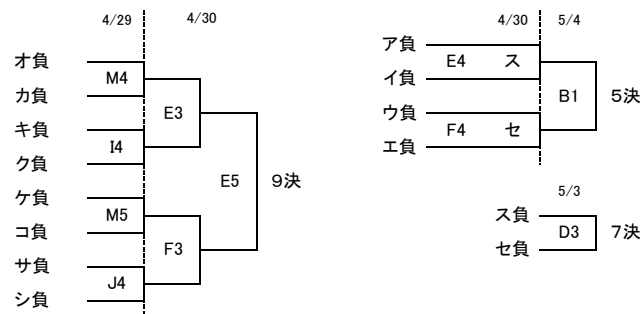 4/29 4/30
オ負
M4
カ負
E3
キ負
I4
ク負
E5 9決
ケ負
M5
コ負
F3
サ負
J4
シ負
4/30 5/4
ア負
E4 ス
イ負
B1 5決
ウ負
F4 セ
エ負
5/3
ス負
D3 7決
セ負